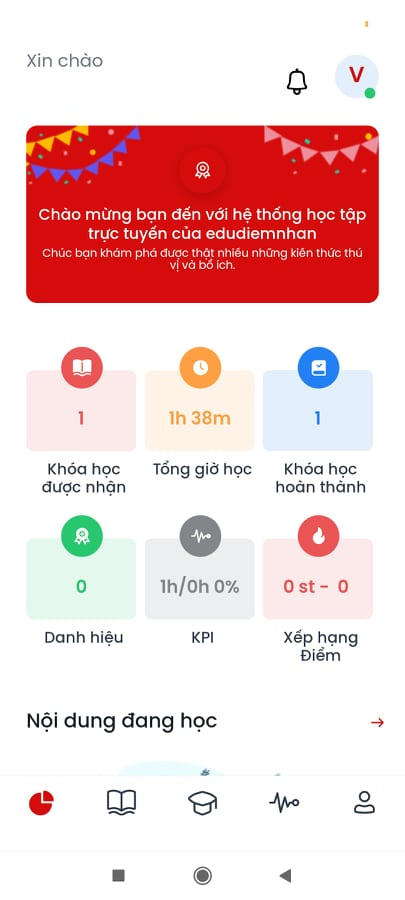 Xin chào
V
Chào mừng bạn đến với hệ thống học tập
trực tuyến của edudiemnhan
Chúc bạn khám phá được thật nhiều những kiến thức thú
vị và bổ ích.
1
1h 38m
1
Khóa học
được nhận
Tổng giờ học
Khóa học
hoàn thành
0
1h/0h 0%
0 st - 0
Danh hiệu
KPI
Xếp hạng
Điểm
Nội dung đang học